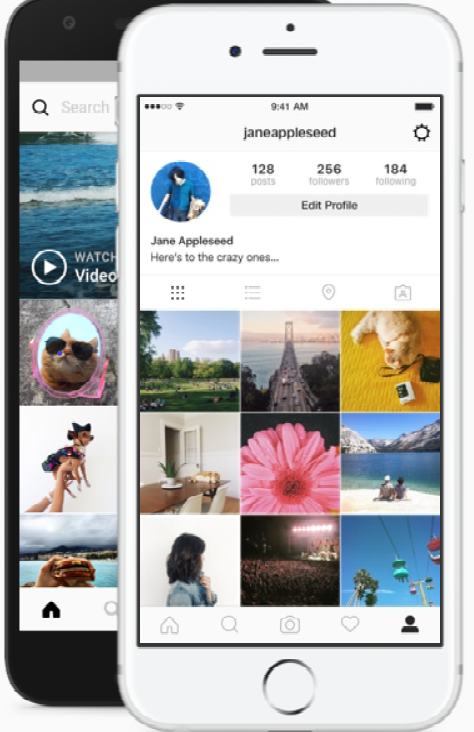 Search
WATCH
Video
9:41 AM
janeappleseed
128 256 184
posts followers following
Edit Profile
Jane Appleseed
Here's to the crazy ones...